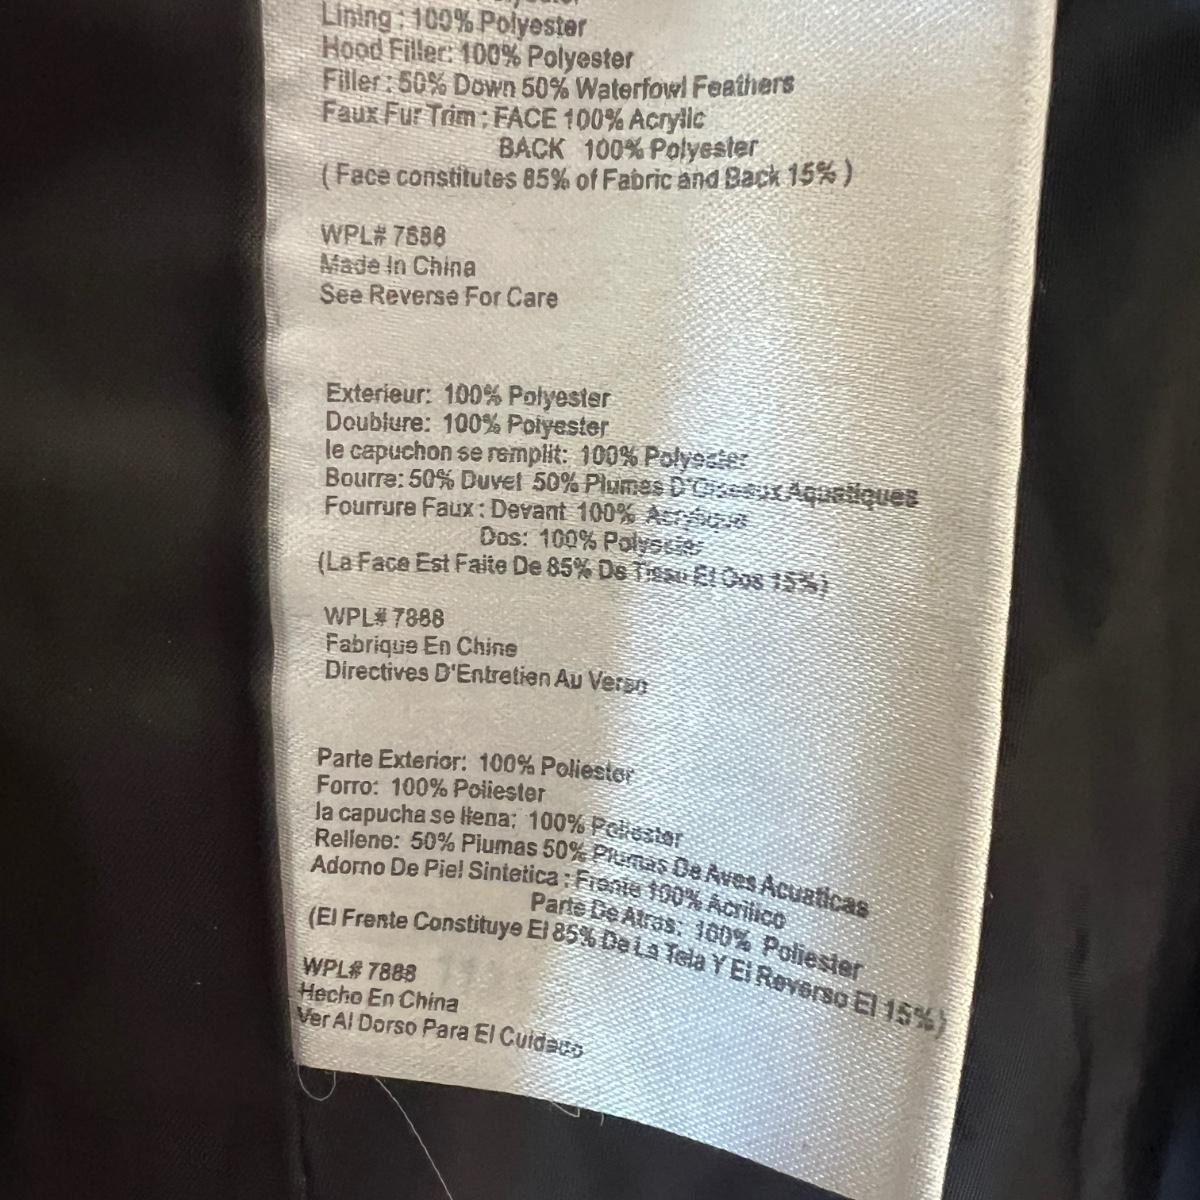 Lining : 100% Polyester
Hood Filler: 100% Polyester
Filler : 50% Down 50% Waterfowl Feathers
Faux Fur Trim : FACE 100% Acrylic
BACK 100% Polyester
( Face constitutes 85% of Fabric and Back 15% )
WPL# 7888
Made In China
See Reverse For Care
Exterieur: 100% Polyester
Doublure: 100% Polyester
le capuchon se remplit: 100% Polyester
Bourre: 50% Duvet 50% Plumes D'Oiseaux Aquatiques
Fourrure Faux : Devant 100% Acrylique
Dos: 100% Polyester
(La Face Est Faite De 85% De Tissu Et Dos 15%)
WPL# 7888
Fabrique En Chine
Directives D'Entretien Au Verso
Parte Exterior: 100% Poliester
Forro: 100% Poliester
la capucha se llena: 100% Poliester
Relleno: 50% Plumas 50% Plumas De Aves Acuaticas
Adorno De Piel Sintetica : Frente 100% Acrilico
Parte De Atras: 100% Poliester
(El Frente Constituye El 85% De La Tela Y El Reverso El 15%)
WPL# 7888
Hecho En China
Ver Al Dorso Para El Cuidado